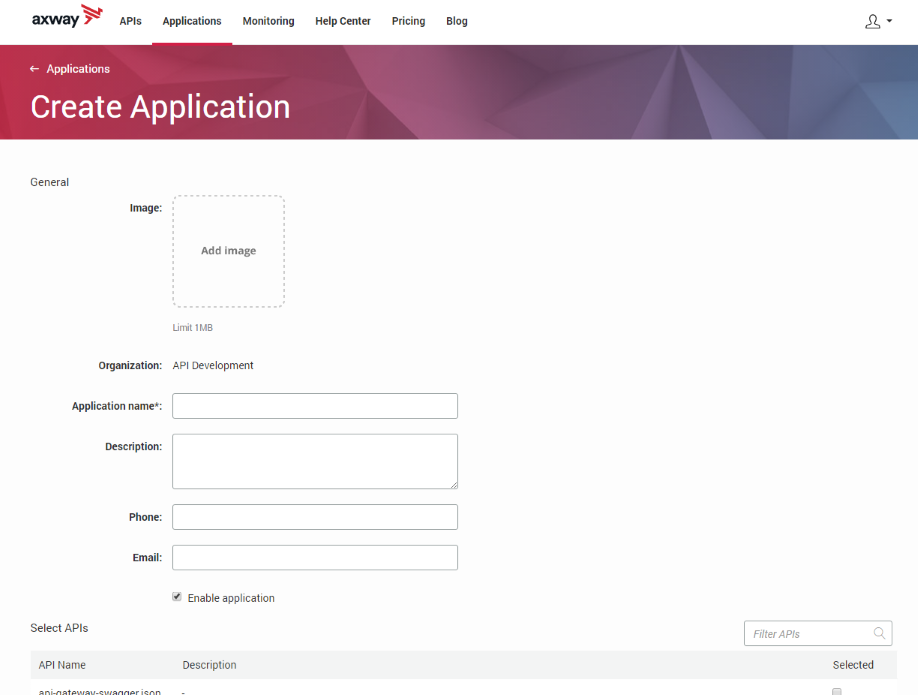 axway APIs Applications Monitoring Help Center Pricing Blog
← Applications
Create Application
General
Image:
Add image
Limit 1MB
Organization: API Development
Application name*:
Description:
Phone:
Email:
Enable application
Select APIs
Filter APIs
API Name Description Selected
api-gateway-swagger.json -